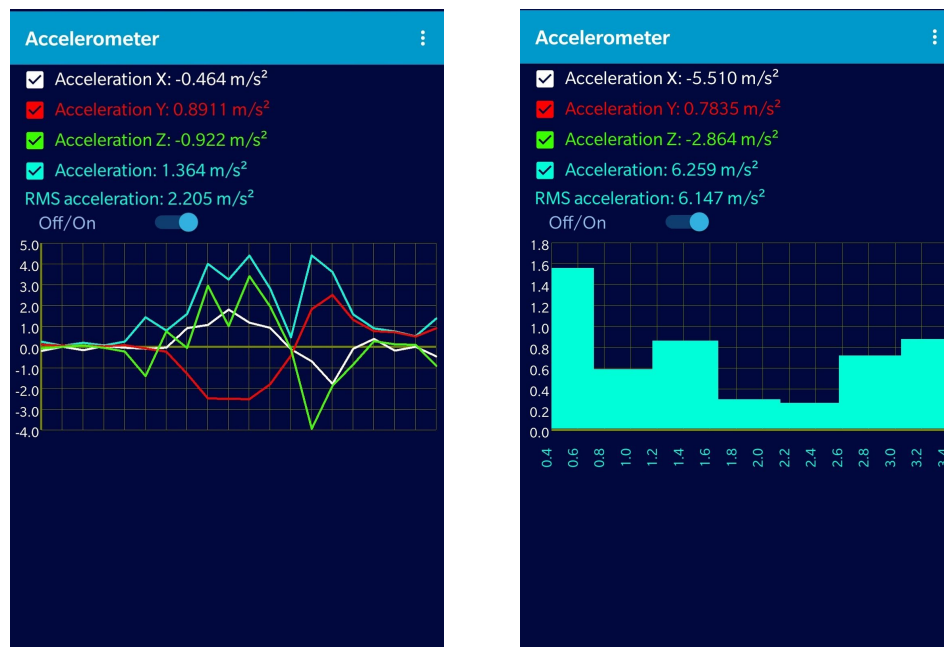 Accelerometer
Acceleration X: -0.464 m/s²
Acceleration Y: 0.8911 m/s²
Acceleration Z: -0.922 m/s²
Acceleration: 1.364 m/s²
RMS acceleration: 2.205 m/s²
Off/On
5.0
4.0
3.0
2.0
1.0
0.0
-1.0
-2.0
-3.0
-4.0
Accelerometer
Acceleration X: -5.510 m/s²
Acceleration Y: 0.7835 m/s²
Acceleration Z: -2.864 m/s²
Acceleration: 6.259 m/s²
RMS acceleration: 6.147 m/s²
Off/On
1.8
1.6
1.4
1.2
1.0
0.8
0.6
0.4
0.2
0.0
0.4 0.6 0.8 1.0 1.2 1.4 1.6 1.8 2.0 2.2 2.4 2.6 2.8 3.0 3.2 3.4